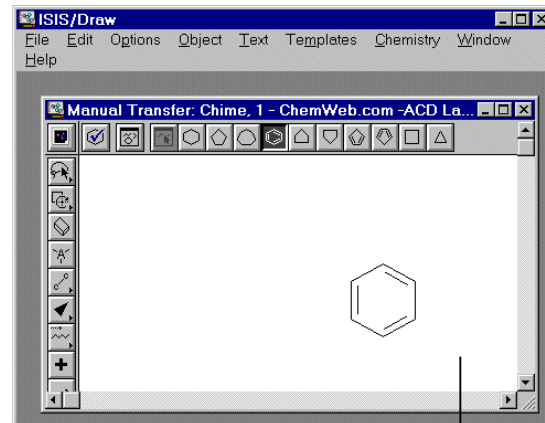 ISIS/Draw
File Edit Options Object Text Templates Chemistry Window
Help
Manual Transfer: Chime, 1 - ChemWeb.com -ACD La...
A